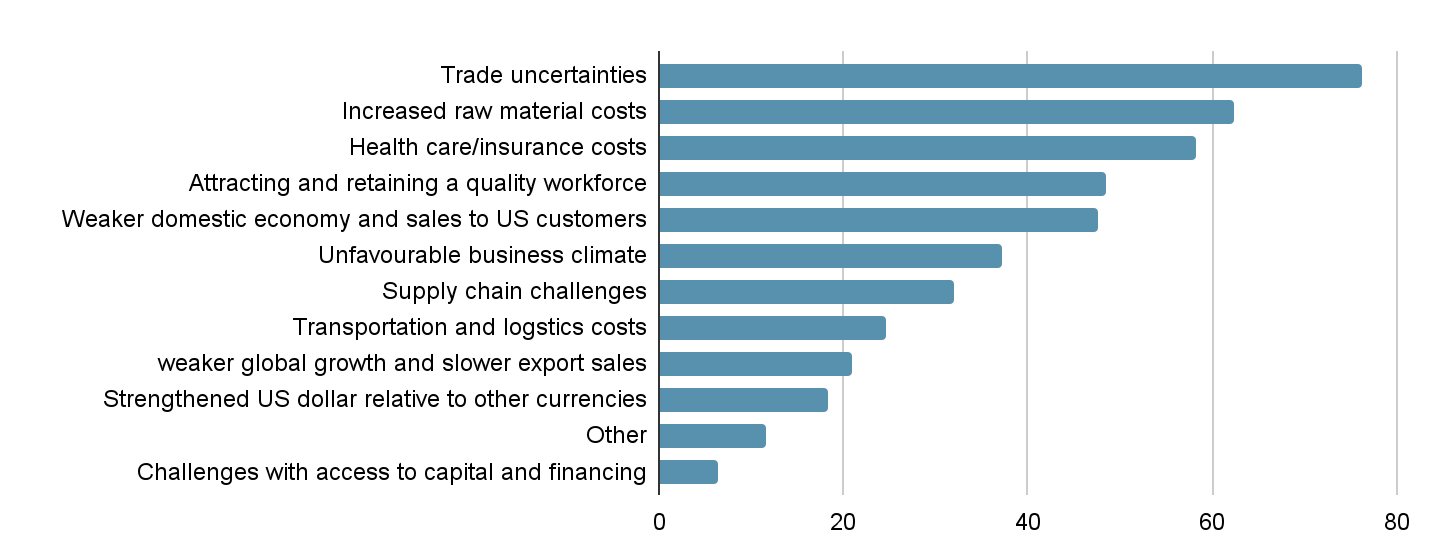 Trade uncertainties
Increased raw material costs
Health care/insurance costs
Attracting and retaining a quality workforce
Weaker domestic economy and sales to US customers
Unfavourable business climate
Supply chain challenges
Transportation and logstics costs
weaker global growth and slower export sales
Strengthened US dollar relative to other currencies
Other
Challenges with access to capital and financing
0 20 40 60 80